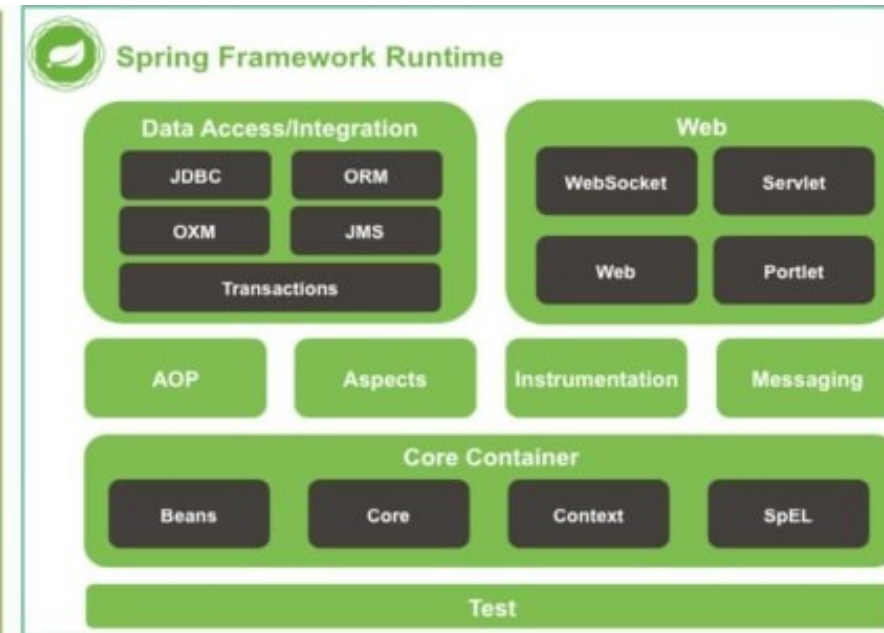 Spring Framework Runtime
Data Access/Integration
JDBC ORM
OXM JMS
Transactions
Web
WebSocket Servlet
Web Portlet
AOP Aspects Instrumentation Messaging
Core Container
Beans Core Context SpEL
Test